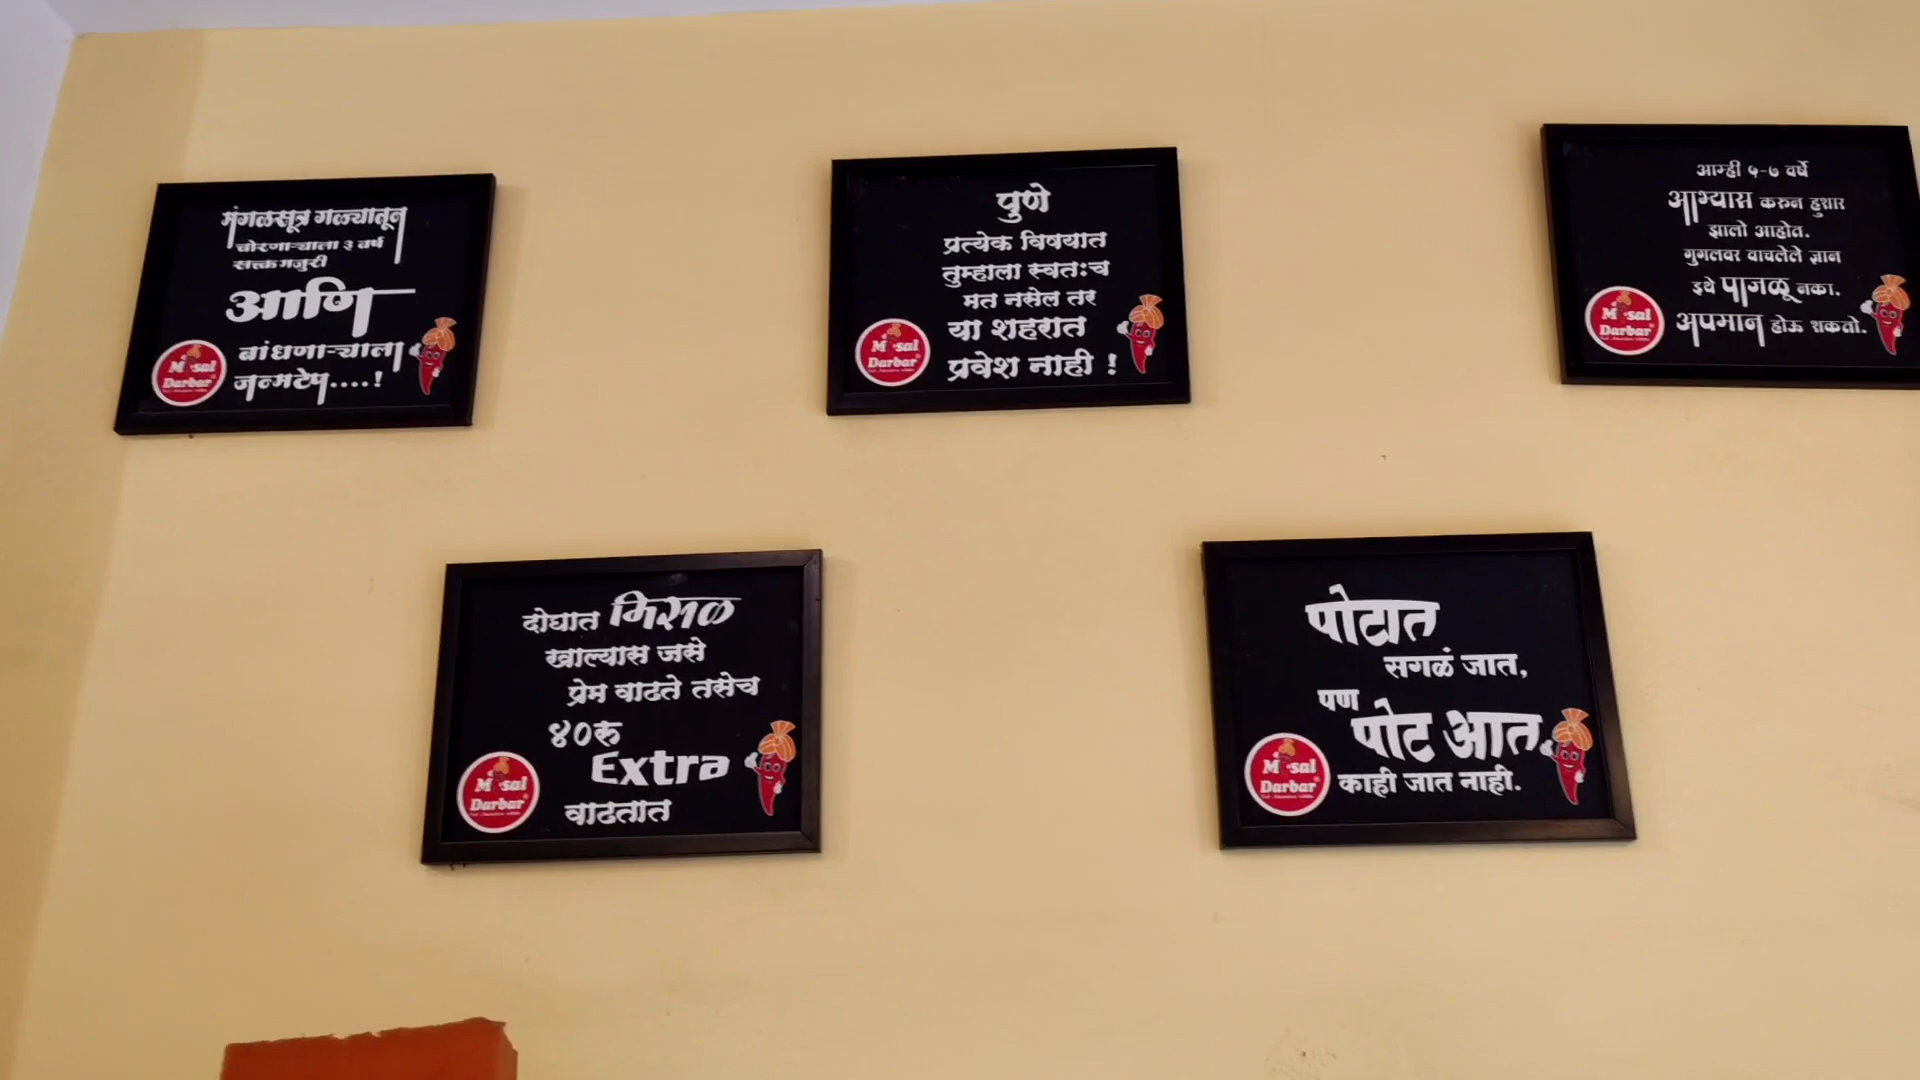 मंगळसूत्र गळ्यातून
चोरणाऱ्याला ३ वर्षे
सक्तमजुरी
आणि
बांधणाऱ्याला
जन्मठेप....!
Misal
Darbar
पुणे
प्रत्येक विषयात
तुम्हाला स्वतःच
मत नसेल तर
या शहरात
प्रवेश नाही !
Misal
Darbar
आम्ही ५-७ वर्षे
अभ्यास करुन हुशार
झालो आहोत.
गुगलवर वाचलेले ज्ञान
इथे पाजळू नका.
अपमान होऊ शकतो.
Misal
Darbar
दोघात मिसळ
खाल्यास जसे
प्रेम वाढते तसेच
४०रु
Extra
वाढतात
Misal
Darbar
पोटात
सगळं जात,
पण
पोट आत
काही जात नाही.
Misal
Darbar